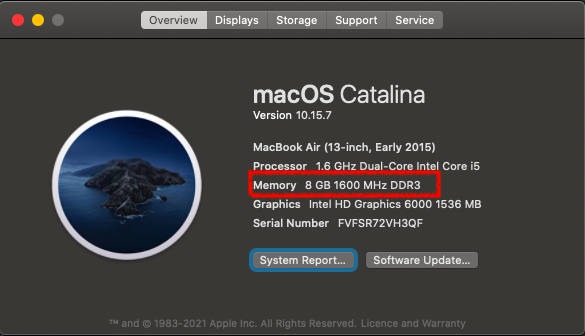 Overview Displays Storage Support Service
macOS Catalina
Version 10.15.7
MacBook Air (13-inch, Early 2015)
Processor 1.6 GHz Dual-Core Intel Core i5
Memory 8 GB 1600 MHz DDR3
Graphics Intel HD Graphics 6000 1536 MB
Serial Number FVFSR72VH3QF
System Report... Software Update...
™ and © 1983-2021 Apple Inc. All Rights Reserved. Licence and Warranty